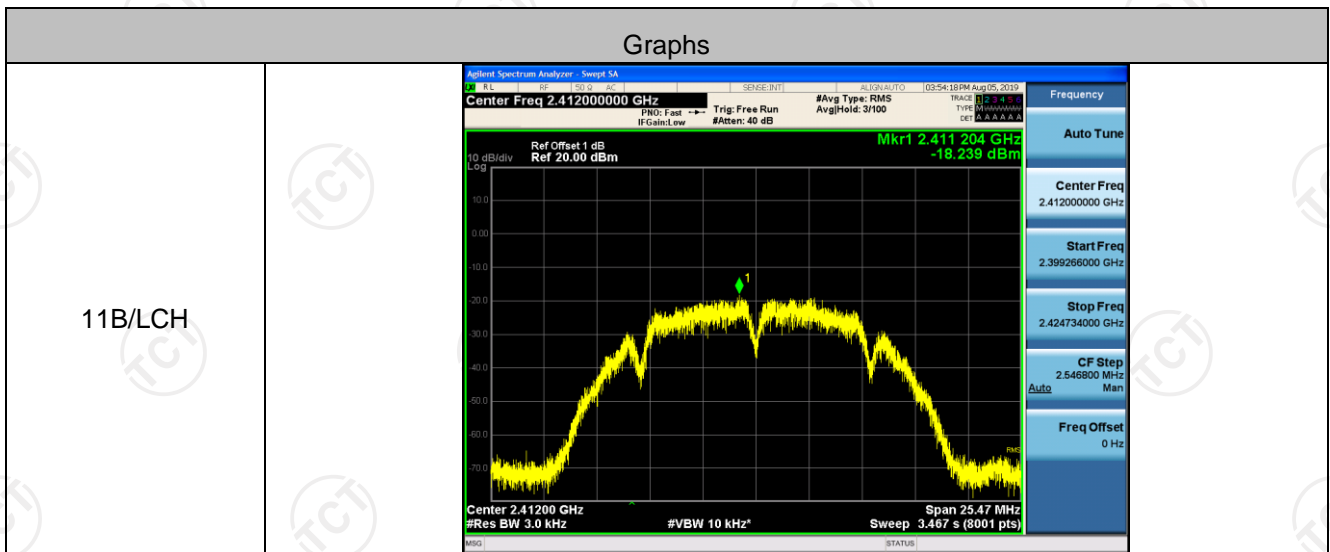 Graphs
11B/LCH
Agilent Spectrum Analyzer - Swept SA
RL RF 50 Ω AC SENSE:INT ALIGN AUTO 03:54:18 PM Aug 05, 2019
Center Freq 2.412000000 GHz
PNO: Fast
IFGain:Low
Trig: Free Run
#Atten: 40 dB
#Avg Type: RMS
Avg|Hold: 3/100
TRACE 1 2 3 4 5 6
TYPE M
DET A A A A A A
Mkr1 2.411 204 GHz
-18.239 dBm
Ref Offset 1 dB
10 dB/div Ref 20.00 dBm
Log
10.0
0.00
-10.0
-20.0
-30.0
-40.0
-50.0
-60.0
-70.0
1
RMS
Center 2.41200 GHz Span 25.47 MHz
#Res BW 3.0 kHz #VBW 10 kHz* Sweep 3.467 s (8001 pts)
MSG STATUS
Frequency
Auto Tune
Center Freq
2.412000000 GHz
Start Freq
2.399266000 GHz
Stop Freq
2.424734000 GHz
CF Step
2.546800 MHz
Auto Man
Freq Offset
0 Hz
TCT
TCT
TCT
TCT
TCT
TCT